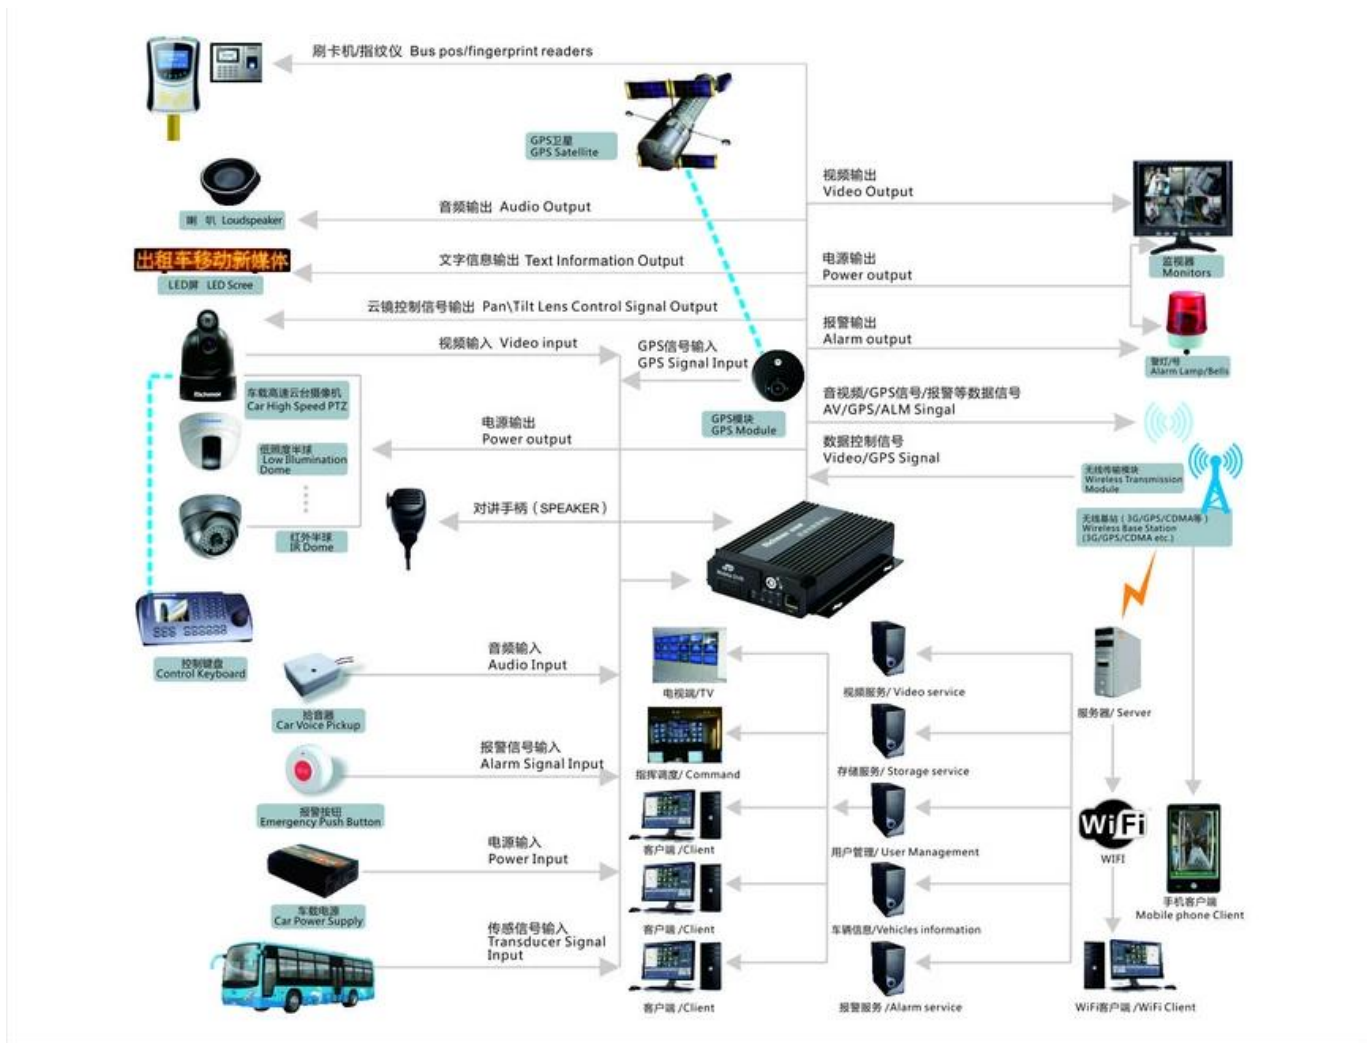 刷卡机/指纹仪 Bus pos/fingerprint readers
GPS卫星
GPS Satellite
视频输出
Video Output
喇 叭 Loudspeaker
音频输出 Audio Output
出租车移动新媒体
LED屏 LED Scree
文字信息输出 Text Information Output
电源输出
Power output
监视器
Monitors
云镜控制信号输出 Pan\Tilt Lens Control Signal Output
报警输出
Alarm output
视频输入 Video input
GPS信号输入
GPS Signal Input
警灯/号
Alarm Lamp/Bells
车载高速云台摄像机
Car High Speed PTZ
音视频/GPS信号/报警等数据信号
AV/GPS/ALM Singal
GPS模块
GPS Module
电源输出
Power output
数据控制信号
Video/GPS Signal
低照度半球
Low Illumination
Dome
无线传输模块
Wireless Transmission
Module
对讲手柄（SPEAKER）
无线基站（3G/GPS/CDMA等）
Wireless Base Station
(3G/GPS/CDMA etc.)
红外半球
IR Dome
控制键盘
Control Keyboard
音频输入
Audio Input
拾音器
Car Voice Pickup
电视端/TV
视频服务/ Video service
服务器/ Server
报警信号输入
Alarm Signal Input
指挥调度/ Command
存储服务/ Storage service
报警按钮
Emergency Push Button
电源输入
Power Input
客户端 /Client
用户管理/ User Management
WiFi
WIFI
车载电源
Car Power Supply
手机客户端
Mobile phone Client
传感信号输入
Transducer Signal
Input
客户端 /Client
车辆信息/Vehicles information
客户端 /Client
报警服务/Alarm service
WiFi客户端 /WiFi Client